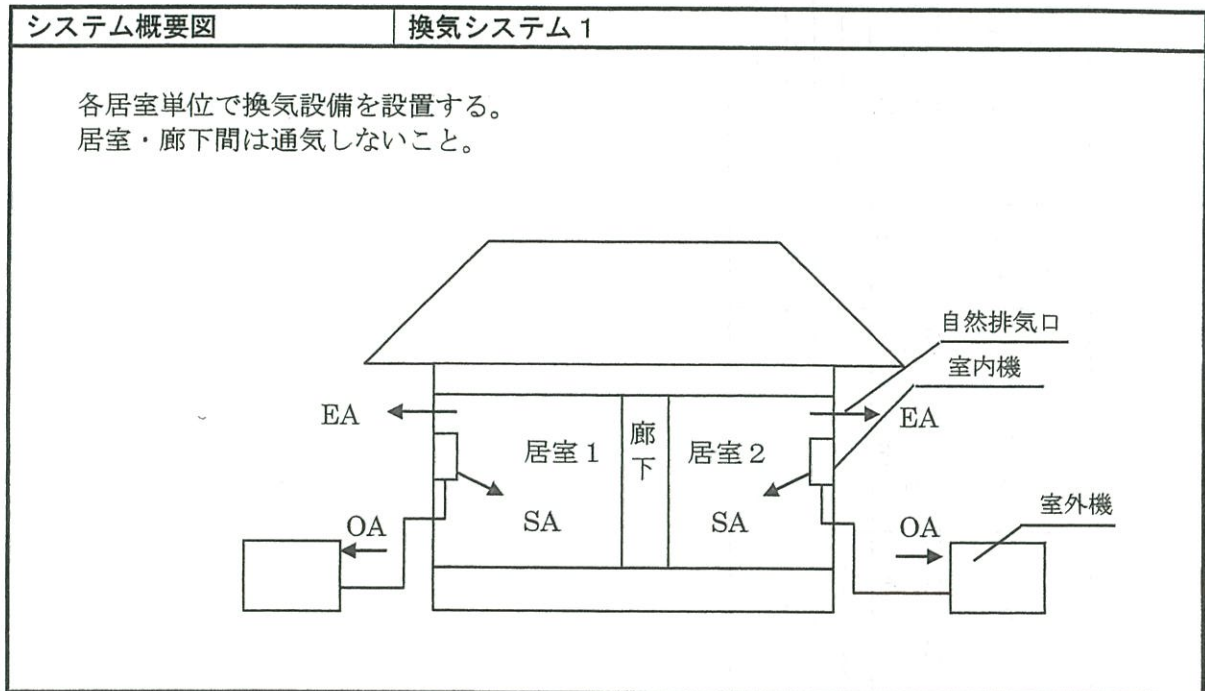 システム概要図
換気システム1
各居室単位で換気設備を設置する。
居室・廊下間は通気しないこと。
自然排気口
室内機
EA
EA
居室1
廊下
居室2
SA
SA
OA
OA
室外機